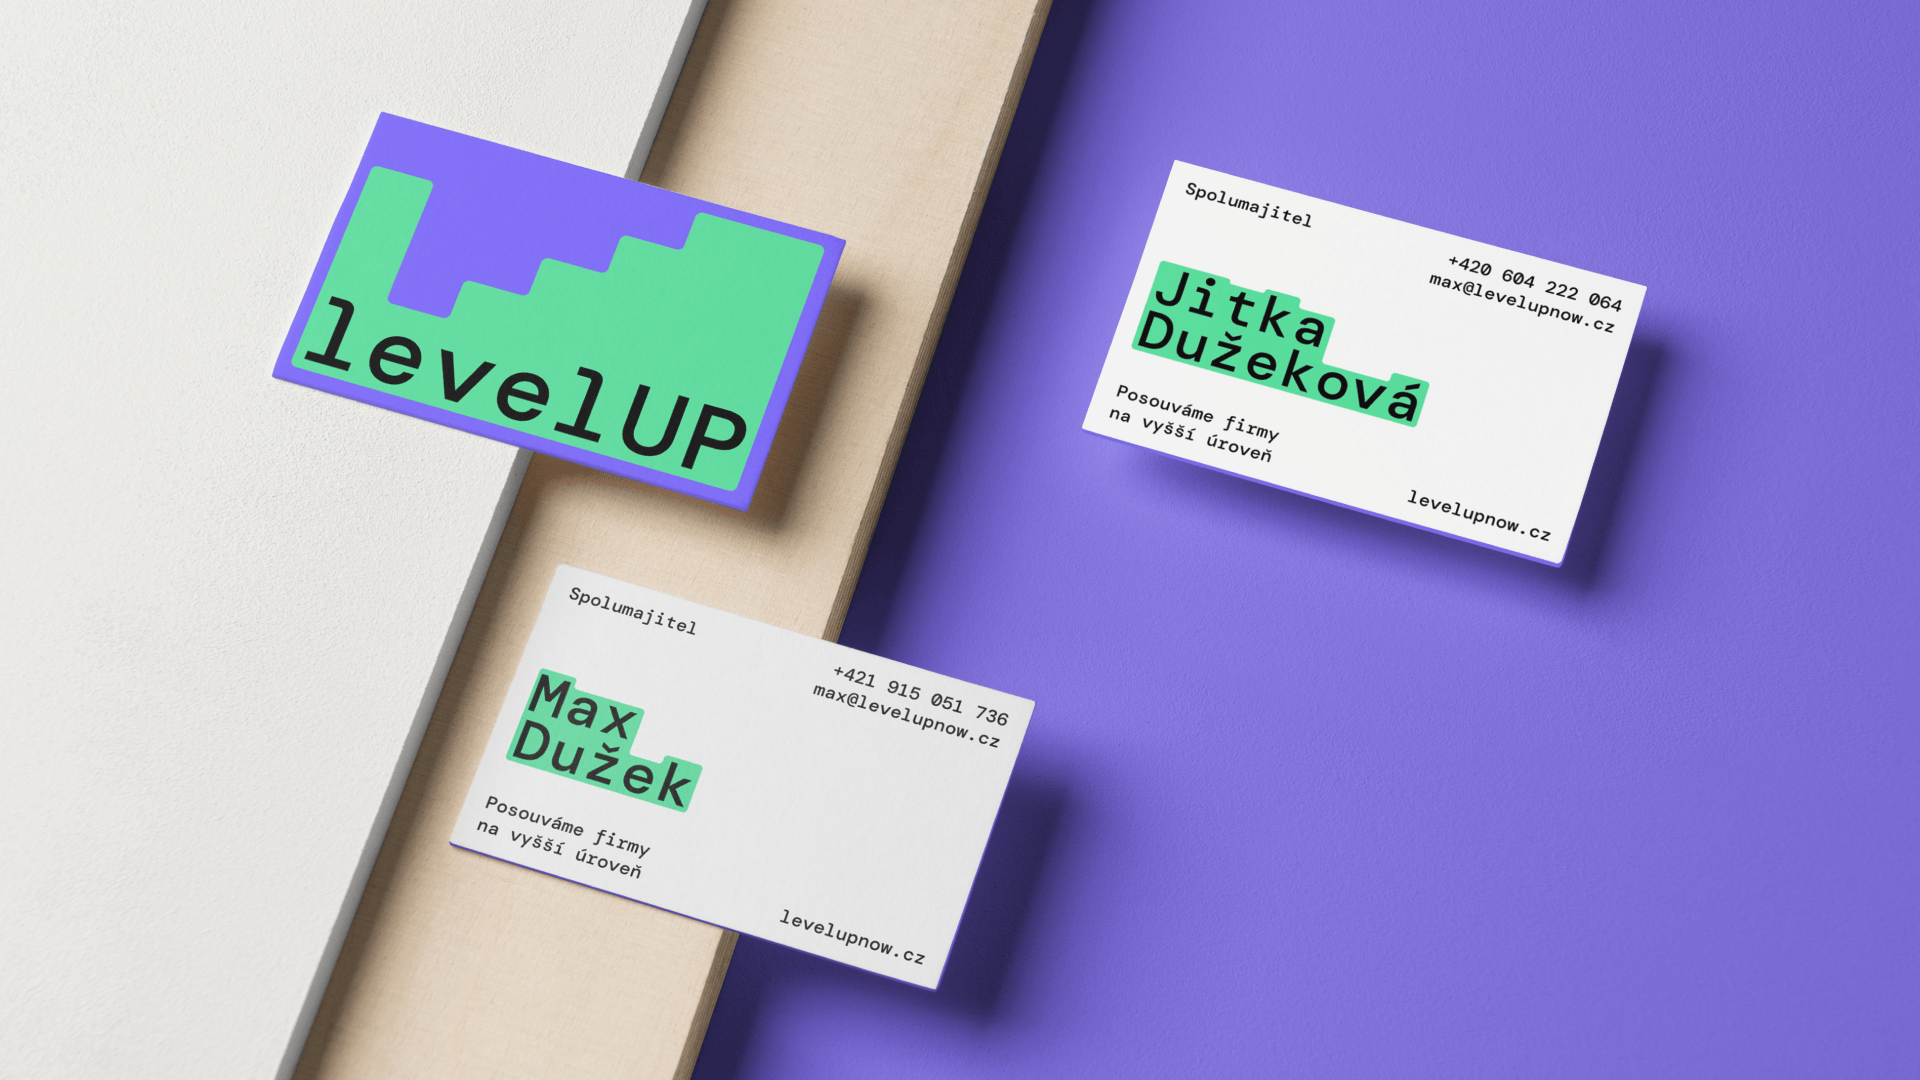 levelUP
Spolumajitel
+420 604 222 064
max@levelupnow.cz
Jitka
Dužeková
Posouváme firmy
na vyšší úroveň
levelupnow.cz
Spolumajitel
+421 915 051 736
max@levelupnow.cz
Max
Dužek
Posouváme firmy
na vyšší úroveň
levelupnow.cz